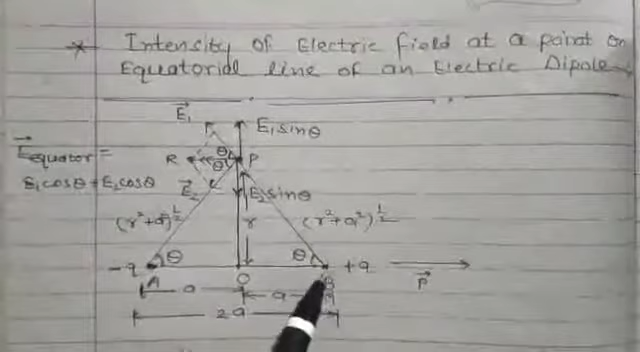 * Intensity of Electric field at a point on
Equatorial line of an Electric Dipole
E₁
E₁sinθ
E equator =
E₁cosθ + E₂cosθ
R
θ
θ
P
E₂
E₂sinθ
(r²+a²)^½
r
(r²+a²)^½
-q
θ
θ
+q
P
A
O
B
a
a
2a